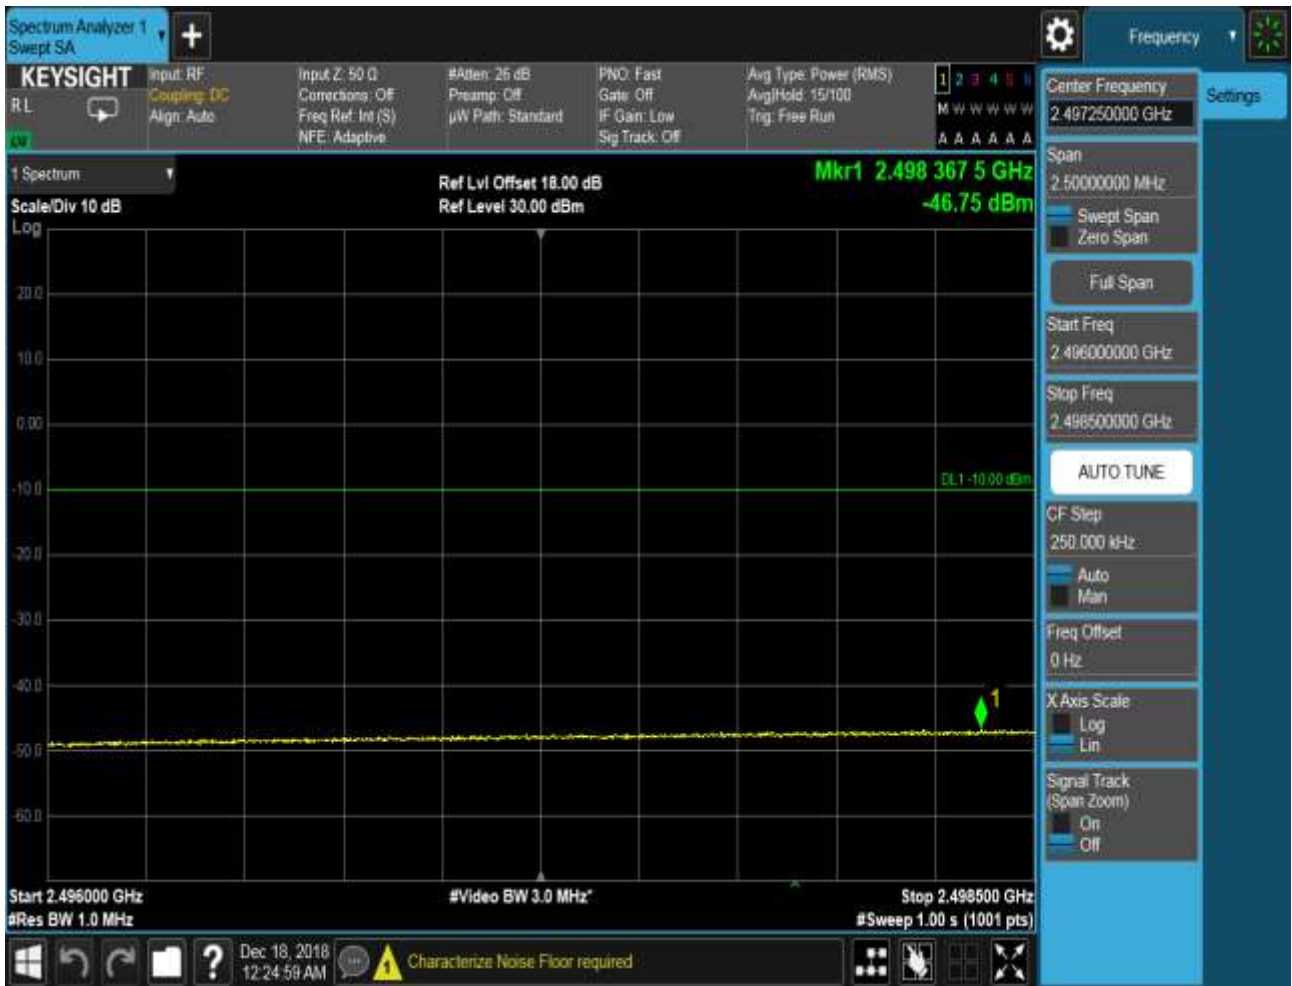 Spectrum Analyzer 1
Swept SA
Frequency
KEYSIGHT
R L
Input: RF
Coupling: DC
Align: Auto
Input Z: 50 Ω
Corrections: Off
Freq Ref: Int (S)
NFE: Adaptive
#Atten: 26 dB
Preamp: Off
µW Path: Standard
PNO: Fast
Gate: Off
IF Gain: Low
Sig Track: Off
Avg Type: Power (RMS)
Avg|Hold: 15/100
Trig: Free Run
1 2 3 4 5 6
M W W W W W
A A A A A A
1 Spectrum
Scale/Div 10 dB
Log
Ref Lvl Offset 18.00 dB
Ref Level 30.00 dBm
Mkr1 2.498 367 5 GHz
-46.75 dBm
20.0
10.0
0.00
DL1 -10.00 dBm
-10.0
-20.0
-30.0
-40.0
1
-50.0
-60.0
Start 2.496000 GHz
#Res BW 1.0 MHz
#Video BW 3.0 MHz*
Stop 2.498500 GHz
#Sweep 1.00 s (1001 pts)
Settings
Center Frequency
2.497250000 GHz
Span
2.50000000 MHz
Swept Span
Zero Span
Full Span
Start Freq
2.496000000 GHz
Stop Freq
2.498500000 GHz
AUTO TUNE
CF Step
250.000 kHz
Auto
Man
Freq Offset
0 Hz
X Axis Scale
Log
Lin
Signal Track
(Span Zoom)
On
Off
?
Dec 18, 2018
12:24:59 AM
1
Characterize Noise Floor required